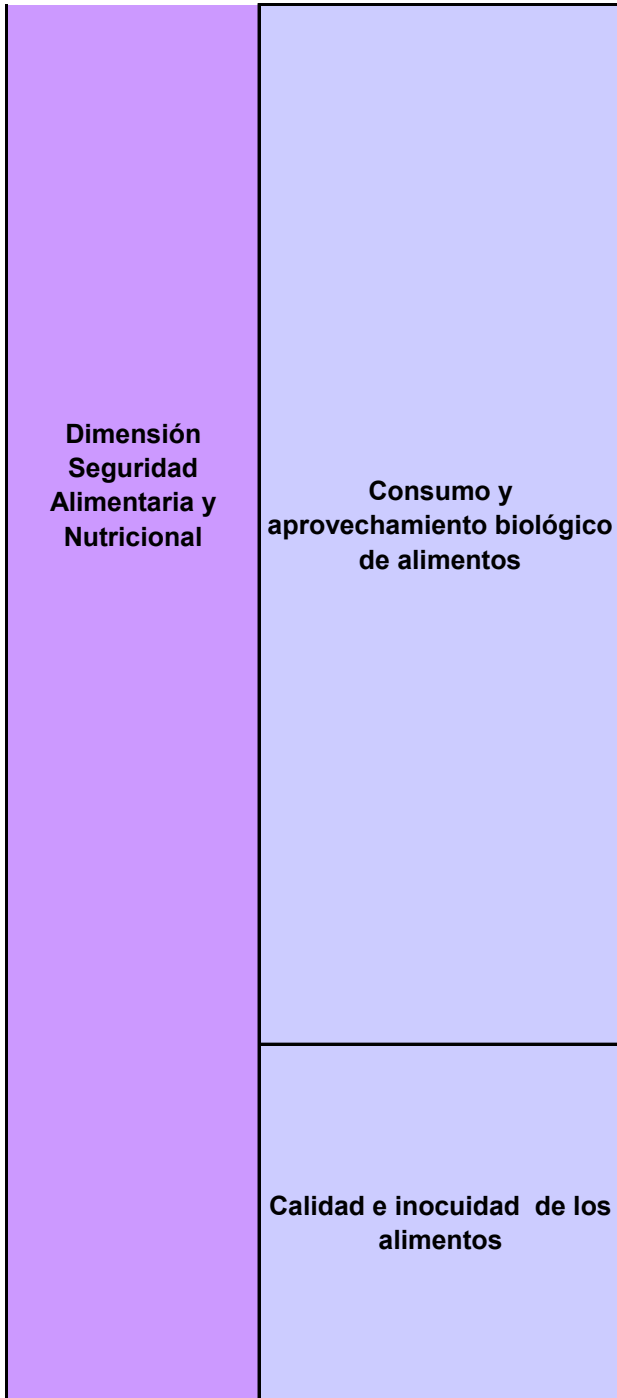 Dimensión
Seguridad
Alimentaria y
Nutricional
Consumo y
aprovechamiento biológico
de alimentos
Calidad e inocuidad  de los
alimentos